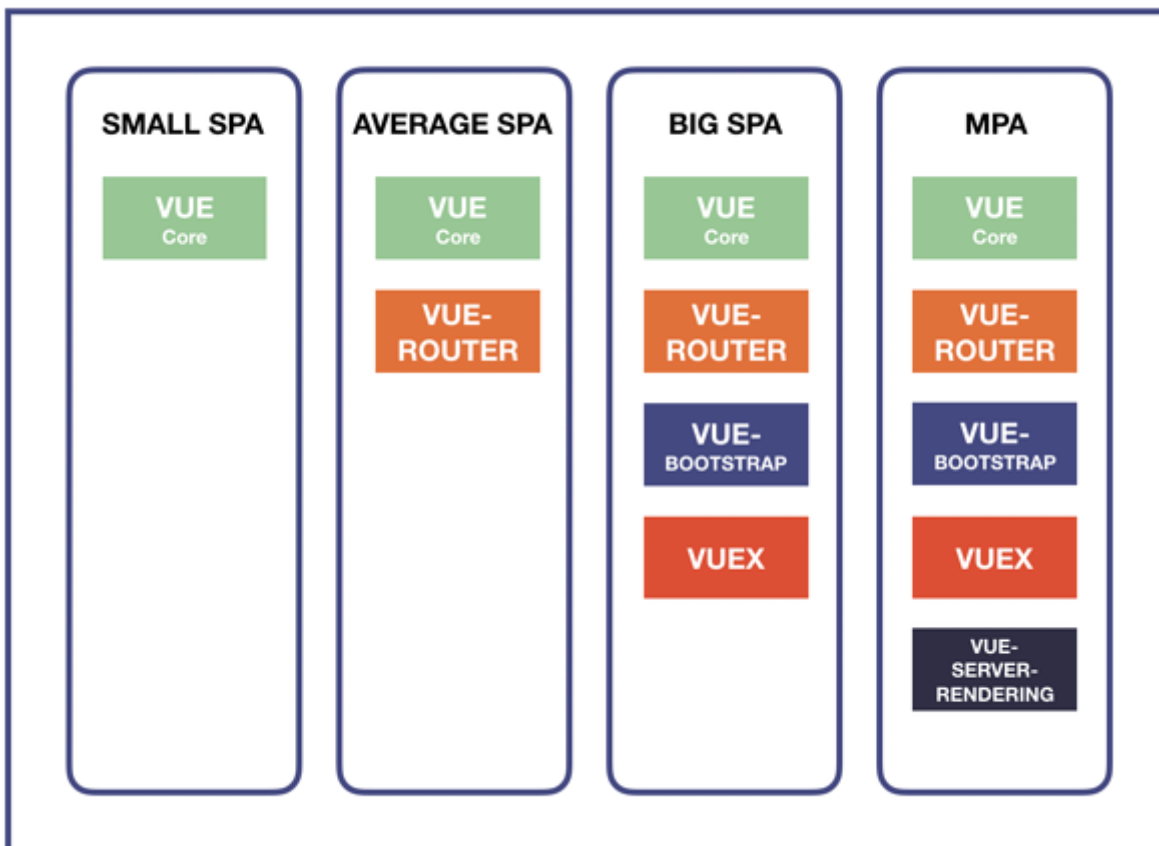 SMALL SPA
VUE
Core
AVERAGE SPA
VUE
Core
VUE-
ROUTER
BIG SPA
VUE
Core
VUE-
ROUTER
VUE-
BOOTSTRAP
VUEX
MPA
VUE
Core
VUE-
ROUTER
VUE-
BOOTSTRAP
VUEX
VUE-
SERVER-
RENDERING